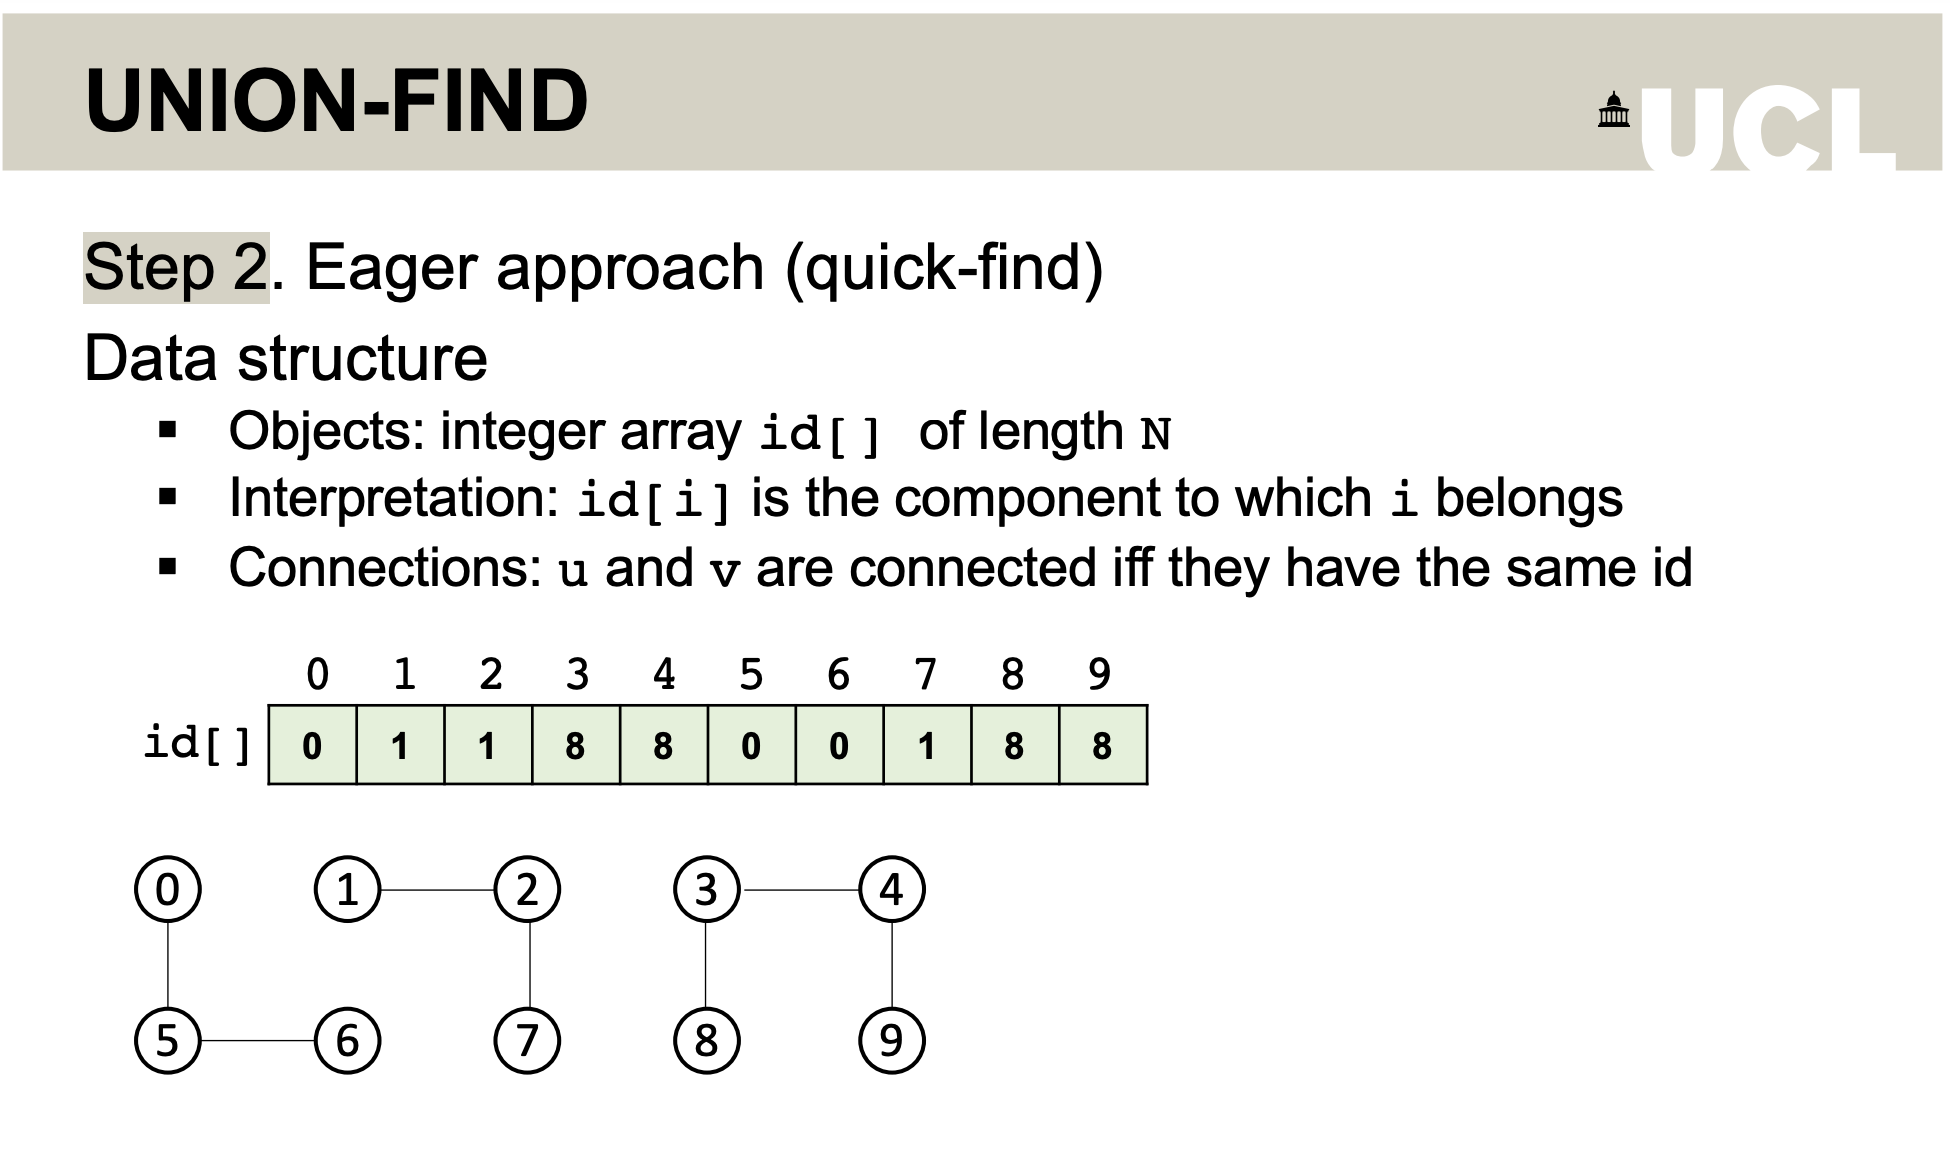 UNION-FIND
UCL
Step 2. Eager approach (quick-find)
Data structure
▪ Objects: integer array id[] of length N
▪ Interpretation: id[i] is the component to which i belongs
▪ Connections: u and v are connected iff they have the same id
0 1 2 3 4 5 6 7 8 9
id[] 0 1 1 8 8 0 0 1 8 8
0 1 2 3 4
5 6 7 8 9